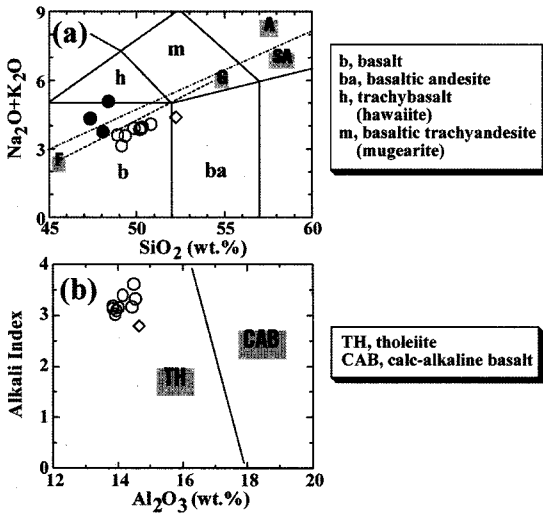 (a)
Na2O+K2O
9
6
3
0
m
h
b
ba
A
SA
G
F
45 50 55 60
SiO2 (wt.%)
b, basalt
ba, basaltic andesite
h, trachybasalt
(hawaiite)
m, basaltic trachyandesite
(mugearite)
(b)
Alkali Index
4
3
2
1
0
CAB
TH
12 14 16 18 20
Al2O3 (wt.%)
TH, tholeiite
CAB, calc-alkaline basalt